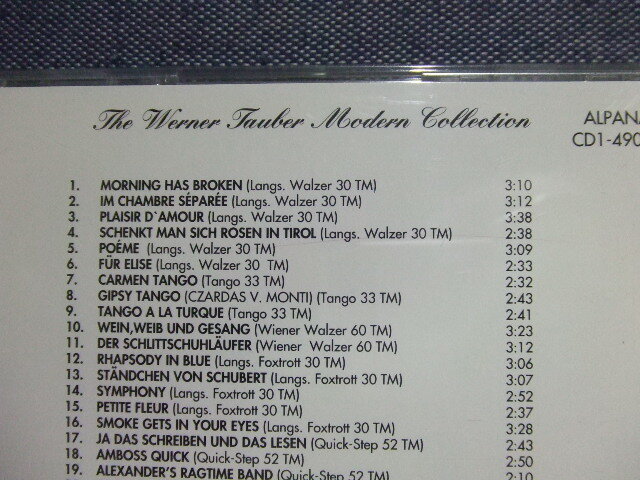 The Werner Tauber Modern Collection
ALPANA
CD1-490
1. MORNING HAS BROKEN (Langs. Walzer 30 TM) 3:10
2. IM CHAMBRE SÉPARÉE (Langs. Walzer 30 TM) 3:12
3. PLAISIR D`AMOUR (Langs. Walzer 30 TM) 3:38
4. SCHENKT MAN SICH ROSEN IN TIROL (Langs. Walzer 30 TM) 2:38
5. POÉME (Langs. Walzer 30 TM) 3:09
6. FÜR ELISE (Langs. Walzer 30 TM) 2:33
7. CARMEN TANGO (Tango 33 TM) 2:32
8. GIPSY TANGO (CZARDAS V. MONTI) (Tango 33 TM) 2:43
9. TANGO A LA TURQUE (Tango 33 TM) 2:41
10. WEIN,WEIB UND GESANG (Wiener Walzer 60 TM) 3:23
11. DER SCHLITTSCHUHLÄUFER (Wiener Walzer 60 TM) 3:12
12. RHAPSODY IN BLUE (Langs. Foxtrott 30 TM) 3:06
13. STÄNDCHEN VON SCHUBERT (Langs. Foxtrott 30 TM) 3:07
14. SYMPHONY (Langs. Foxtrott 30 TM) 2:52
15. PETITE FLEUR (Langs. Foxtrott 30 TM) 2:37
16. SMOKE GETS IN YOUR EYES (Langs. Foxtrott 30 TM) 3:28
17. JA DAS SCHREIBEN UND DAS LESEN (Quick-Step 52 TM) 2:43
18. AMBOSS QUICK (Quick-Step 52 TM) 2:50
19. ALEXANDER'S RAGTIME BAND (Quick-Step 52 TM) 2:10